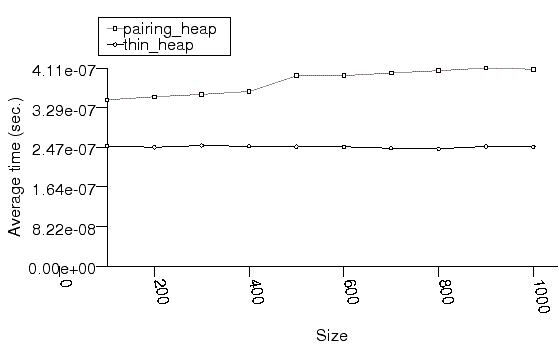 pairing_heap
thin_heap
4.11e-07
3.29e-07
2.47e-07
1.64e-07
8.22e-08
0.00e+00
Average time (sec.)
0
200
400
600
800
1000
Size